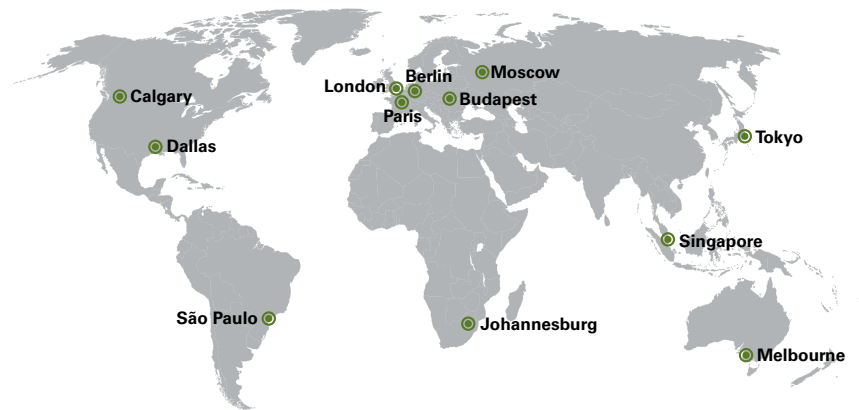 Moscow
Berlin
London
Calgary
Budapest
Paris
Tokyo
Dallas
Singapore
São Paulo
Johannesburg
Melbourne